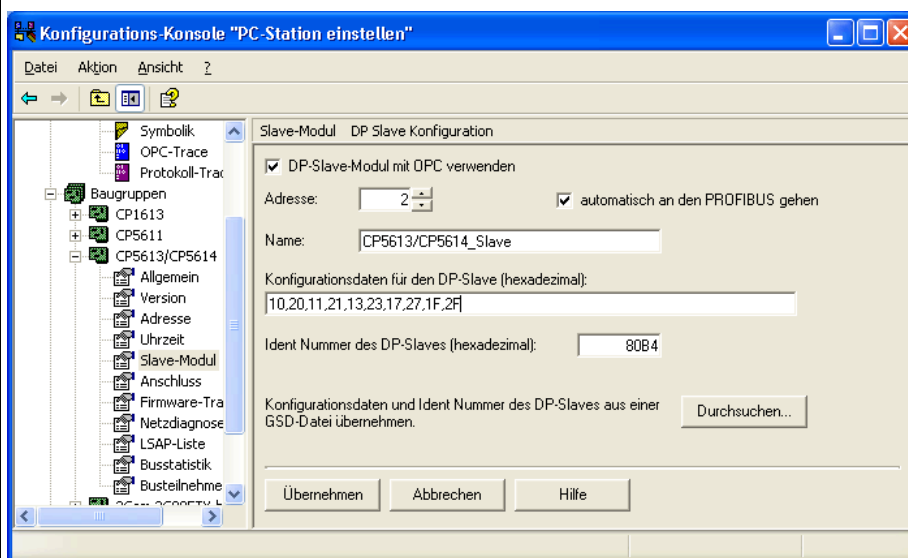 Konfigurations-Konsole "PC-Station einstellen"
Datei Aktion Ansicht ?
Symbolik
OPC-Trace
Protokoll-Trac
Baugruppen
CP1613
CP5611
CP5613/CP5614
Allgemein
Version
Adresse
Uhrzeit
Slave-Modul
Anschluss
Firmware-Tra
Netzdiagnose
LSAP-Liste
Busstatistik
Busteilnehme
Slave-Modul DP Slave Konfiguration
DP-Slave-Modul mit OPC verwenden
Adresse: 2 automatisch an den PROFIBUS gehen
Name: CP5613/CP5614_Slave
Konfigurationsdaten für den DP-Slave (hexadezimal):
10,20,11,21,13,23,17,27,1F,2F
Ident Nummer des DP-Slaves (hexadezimal): 80B4
Konfigurationsdaten und Ident Nummer des DP-Slaves aus einer
GSD-Datei übernehmen.
Durchsuchen...
Übernehmen Abbrechen Hilfe